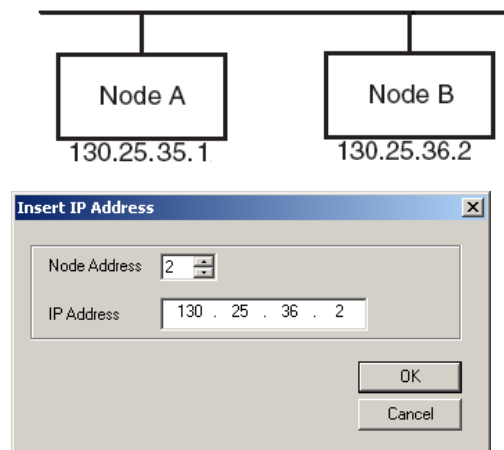 Node A
Node B
130.25.35.1
130.25.36.2
Insert IP Address
Node Address 2
IP Address 130 . 25 . 36 . 2
OK
Cancel